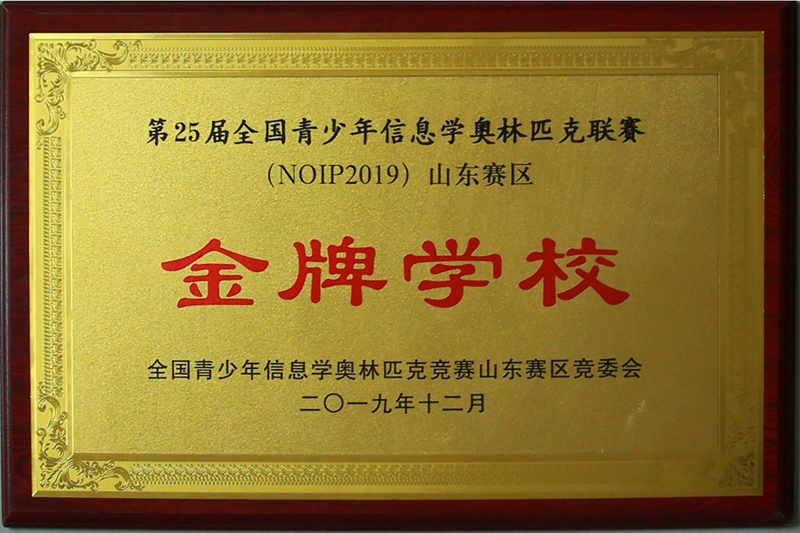 第25届全国青少年信息学奥林匹克联赛
（NOIP2019）山东赛区
金牌学校
全国青少年信息学奥林匹克竞赛山东赛区竞委会
二〇一九年十二月